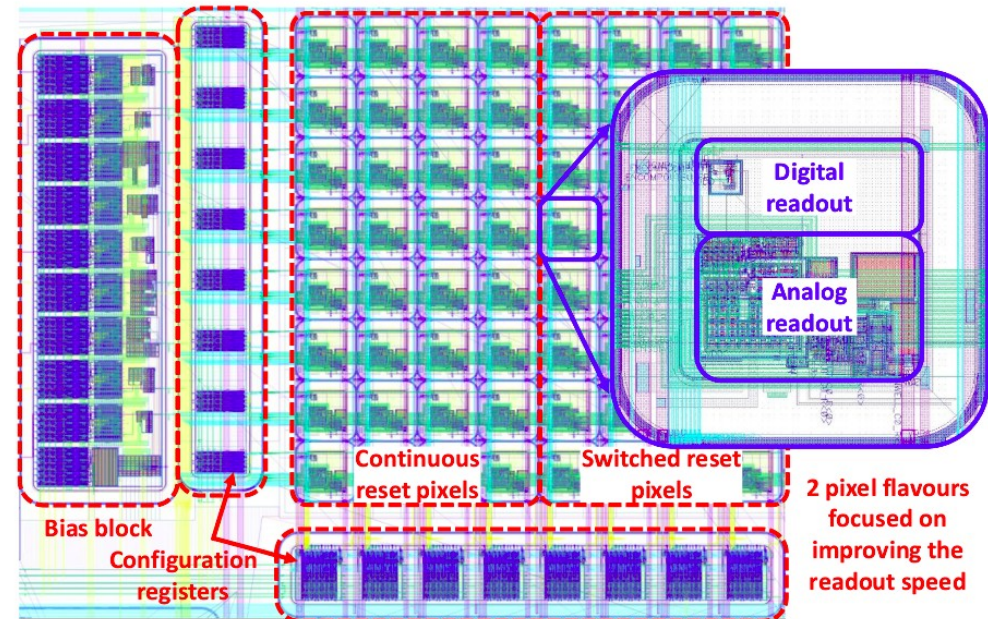 Digital
readout
Analog
readout
Continuous
reset pixels
Switched reset
pixels
Bias block
Configuration
registers
2 pixel flavours
focused on
improving the
readout speed